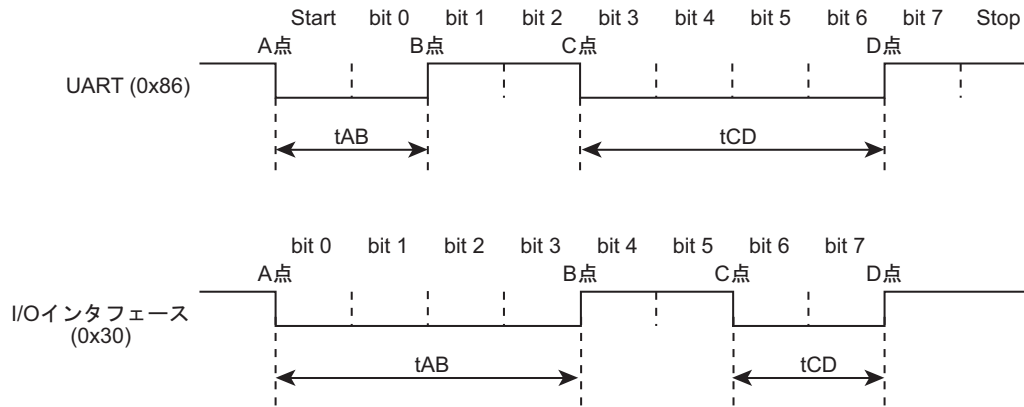 Start bit 0 bit 1 bit 2 bit 3 bit 4 bit 5 bit 6 bit 7 Stop
A点 B点 C点 D点
UART (0x86)
tAB tCD
bit 0 bit 1 bit 2 bit 3 bit 4 bit 5 bit 6 bit 7
A点 B点 C点 D点
I/Oインタフェース
(0x30)
tAB tCD